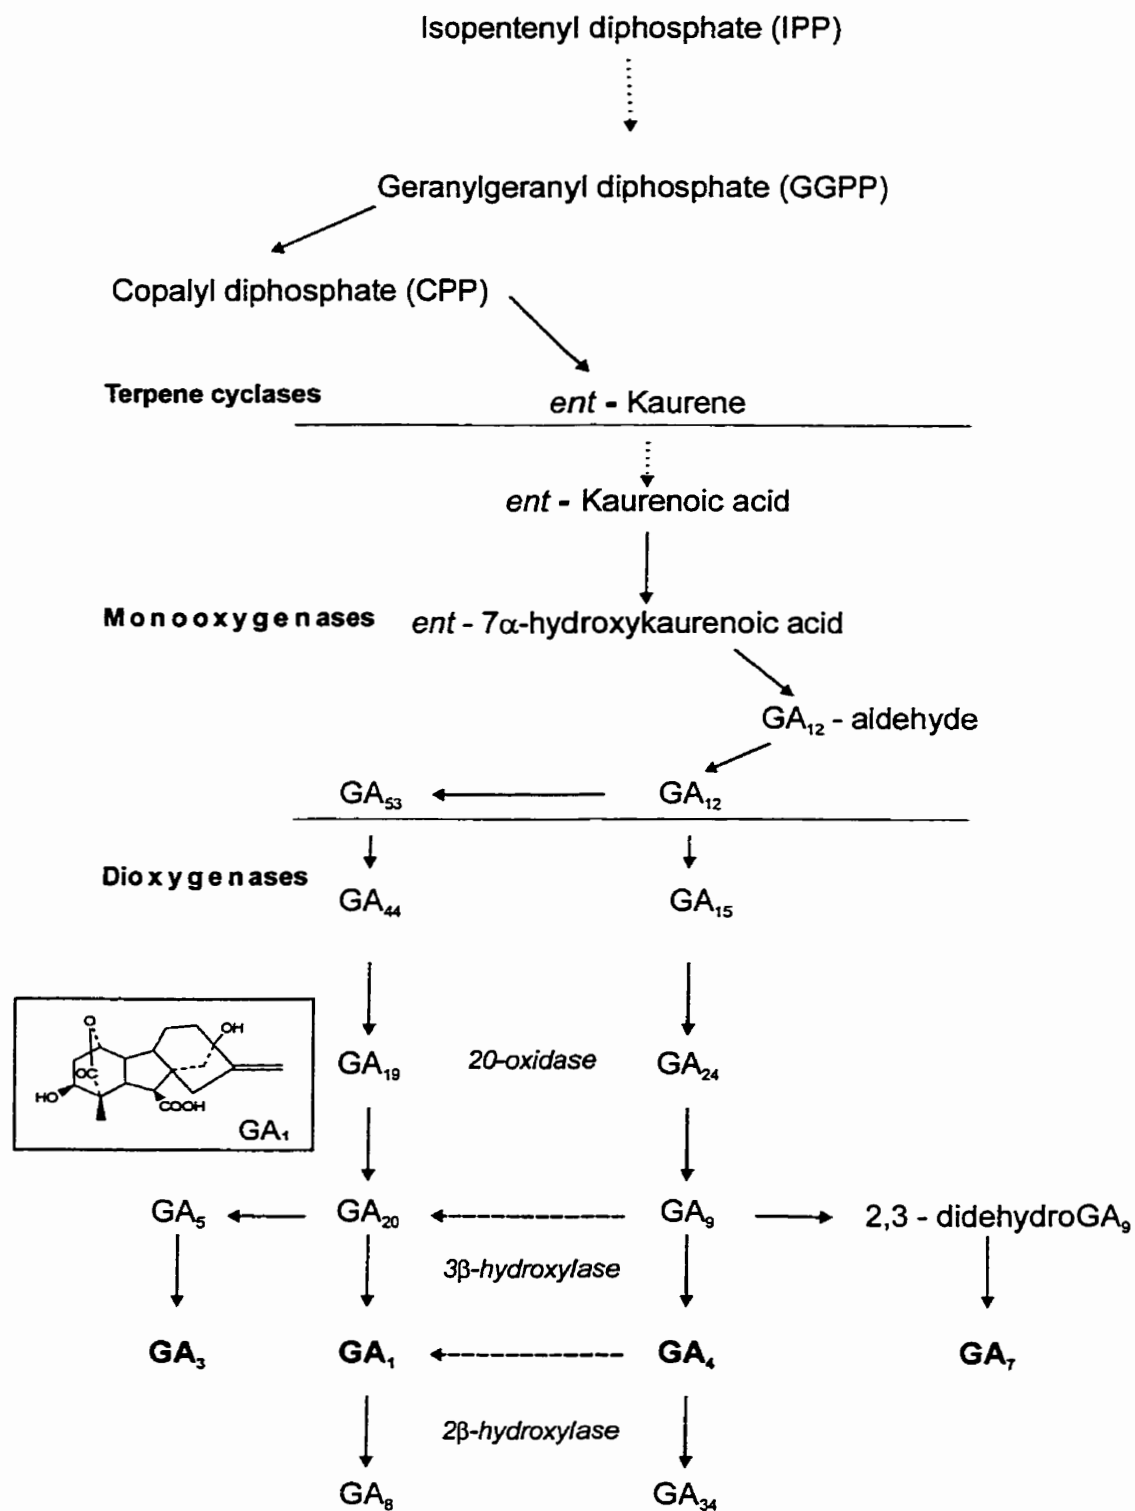 Isopentenyl diphosphate (IPP)
Geranylgeranyl diphosphate (GGPP)
Copalyl diphosphate (CPP)
Terpene cyclases
ent - Kaurene
ent - Kaurenoic acid
Monooxygenases
ent - 7α-hydroxykaurenoic acid
GA₁₂ - aldehyde
GA₅₃
GA₁₂
Dioxygenases
GA₄₄
GA₁₅
O
OH
OC
HO
COOH
GA₁
GA₁₉
20-oxidase
GA₂₄
GA₅
GA₂₀
GA₉
2,3 - didehydroGA₉
3β-hydroxylase
GA₃
GA₁
GA₄
GA₇
2β-hydroxylase
GA₈
GA₃₄